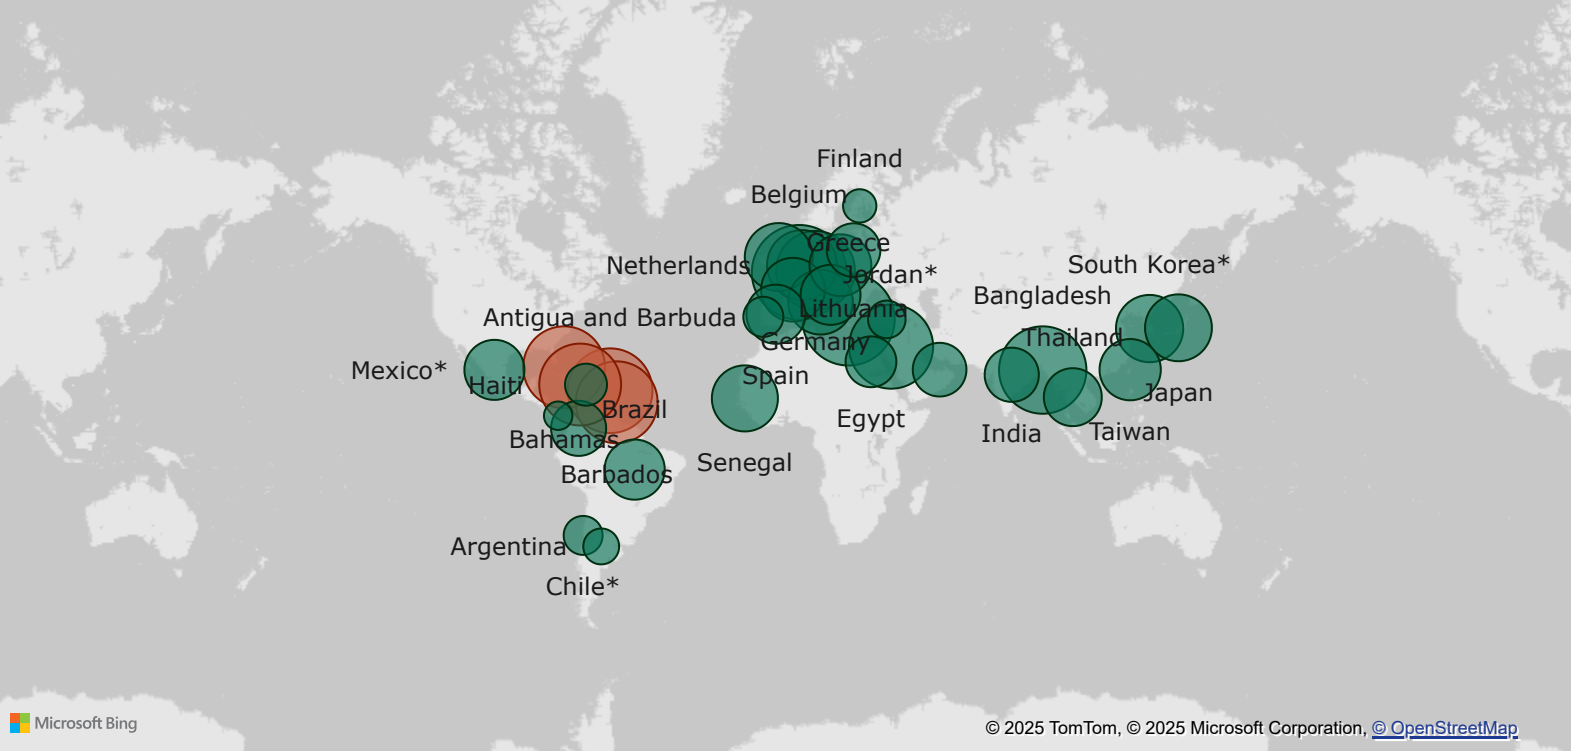 Finland
Belgium
Greece
Netherlands
Jordan*
South Korea*
Bangladesh
Lithuania
Antigua and Barbuda
Thailand
Germany
Mexico*
Spain
Haiti
Japan
Brazil
Egypt
Taiwan
India
Bahamas
Senegal
Barbados
Argentina
Chile*
Microsoft Bing
© 2025 TomTom, © 2025 Microsoft Corporation, © OpenStreetMap